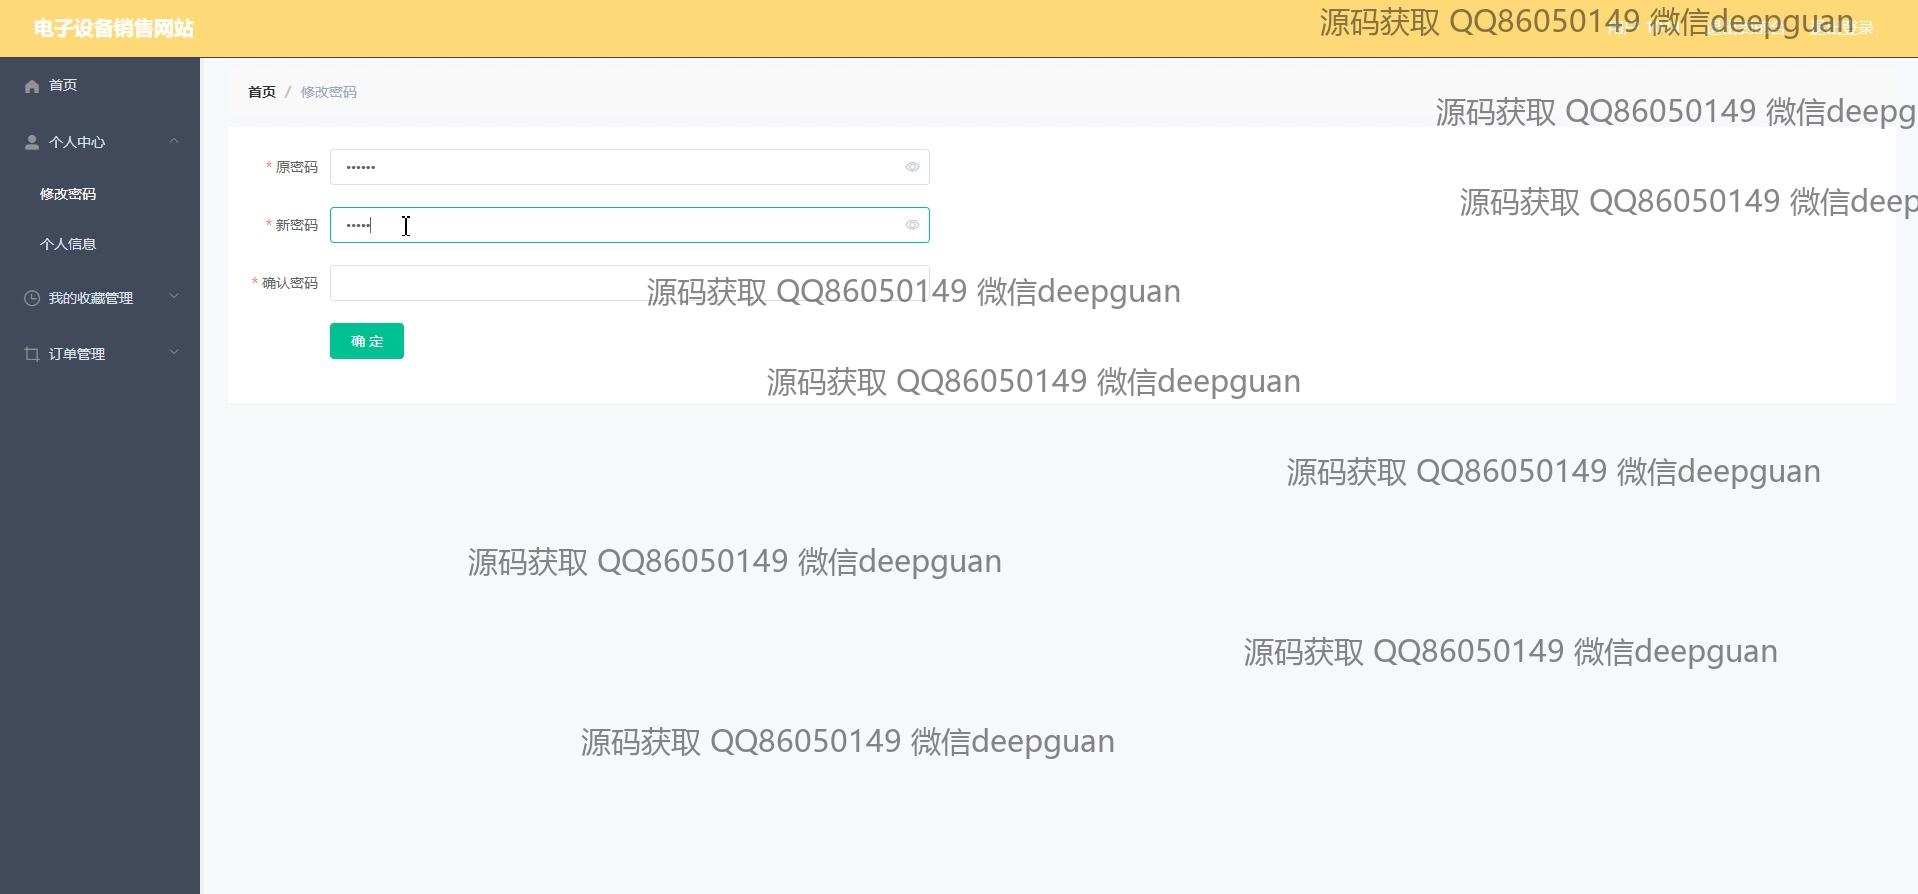 电子设备销售网站
源码获取 QQ86050149 微信deepguan
首页
个人中心
修改密码
个人信息
我的收藏管理
订单管理
首页 / 修改密码
源码获取 QQ86050149 微信deepg
* 原密码 ••••••
源码获取 QQ86050149 微信deep
* 新密码 •••••
* 确认密码
源码获取 QQ86050149 微信deepguan
确 定
源码获取 QQ86050149 微信deepguan
源码获取 QQ86050149 微信deepguan
源码获取 QQ86050149 微信deepguan
源码获取 QQ86050149 微信deepguan
源码获取 QQ86050149 微信deepguan